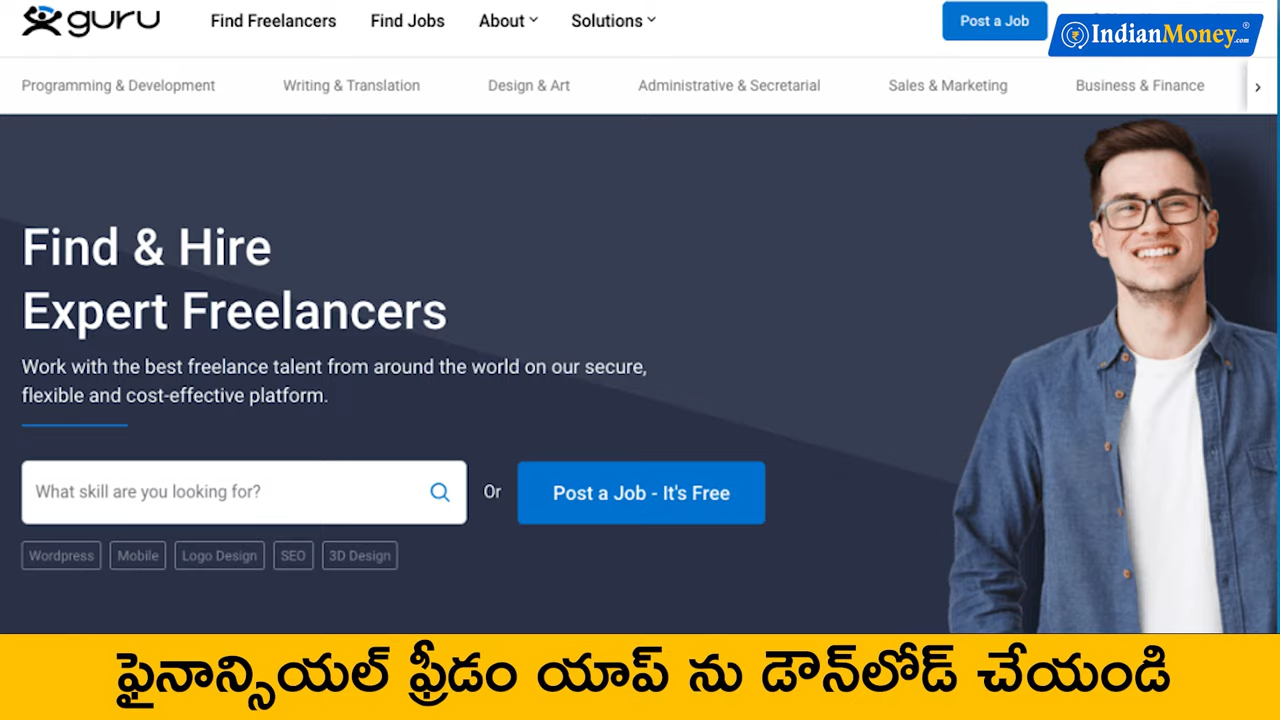 guru Find Freelancers Find Jobs About Solutions Post a Job
IndianMoney.com
Programming & Development Writing & Translation Design & Art Administrative & Secretarial Sales & Marketing Business & Finance
Find & Hire
Expert Freelancers
Work with the best freelance talent from around the world on our secure,
flexible and cost-effective platform.
What skill are you looking for? Or Post a Job - It's Free
Wordpress Mobile Logo Design SEO 3D Design
ఫైనాన్సియల్ ఫ్రీడం యాప్ ను డౌన్‌లోడ్ చేయండి